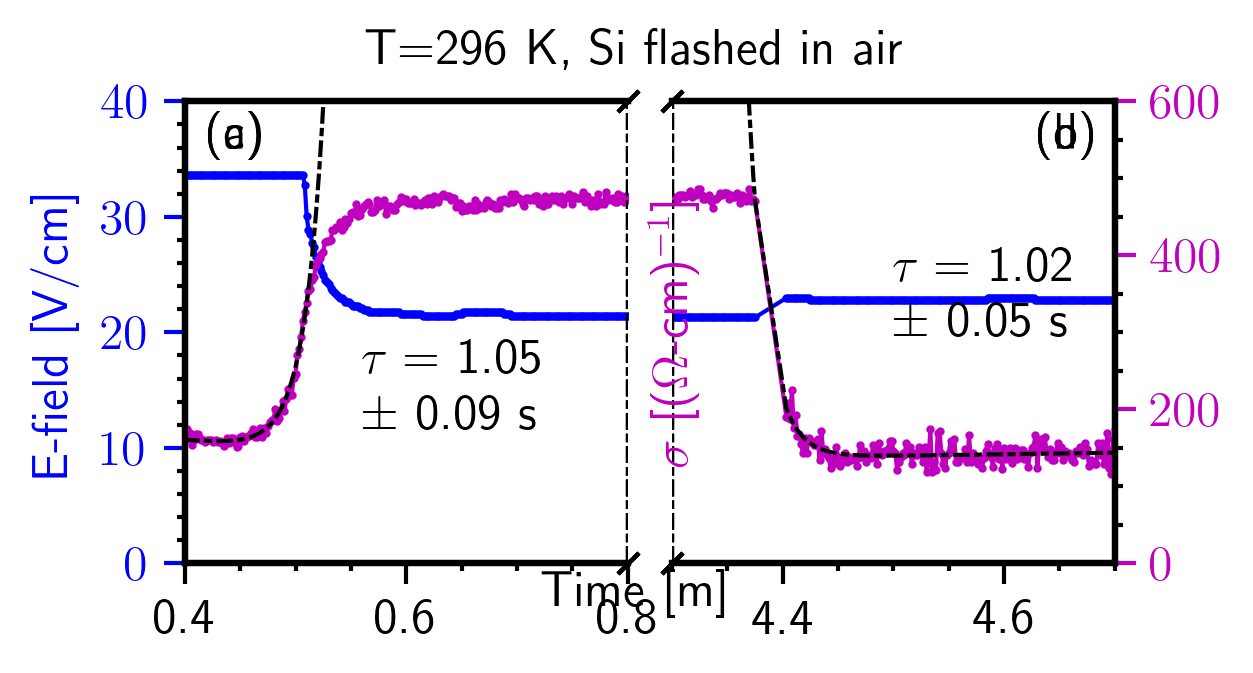 T=296 K, Si flashed in air
E-field [V/cm]
40
30
20
10
0
τ = 1.05
± 0.09 s
σ [(Ω-cm)⁻¹]
τ = 1.02
± 0.05 s
600
400
200
0
0.4
0.6
0.8
4.4
4.6
Time [m]